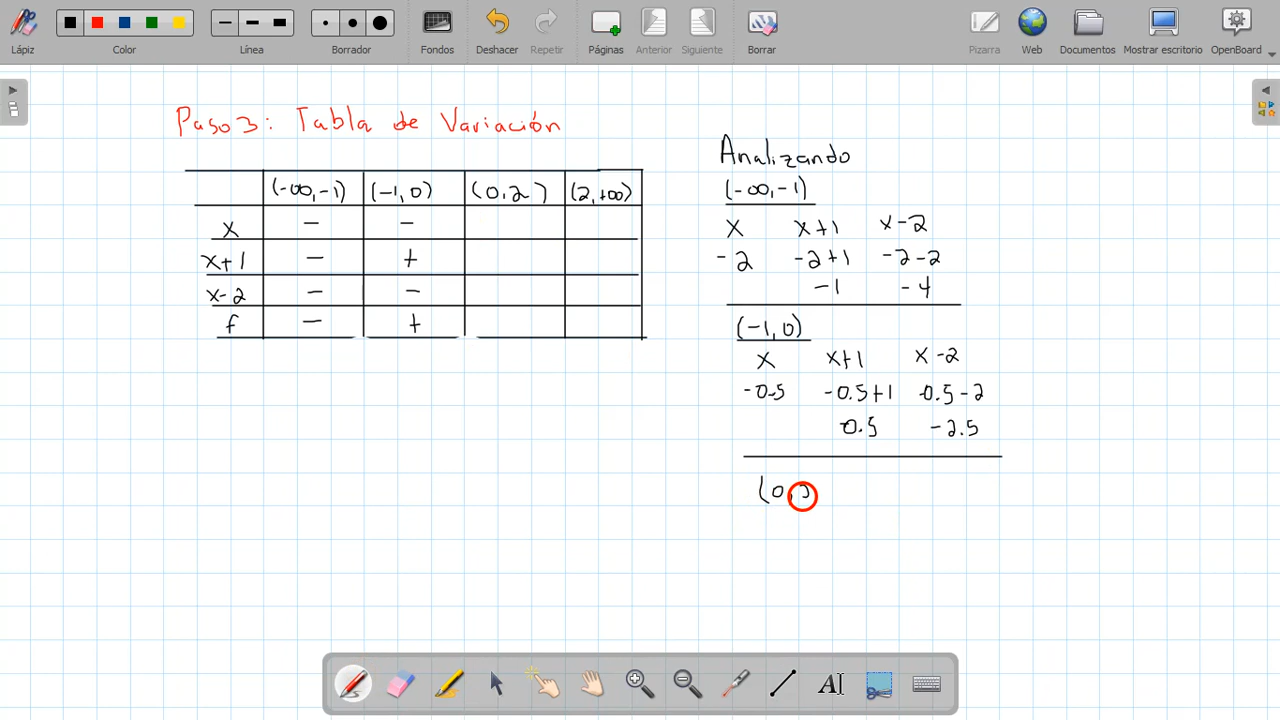 Lápiz Color Línea Borrador Fondos Deshacer Repetir Páginas Anterior Siguiente Borrar Pizarra Web Documentos Mostrar escritorio OpenBoard
Paso 3: Tabla de Variación
(-∞,-1) (-1,0) (0,2) (2,+∞)
x - -
x+1 - +
x-2 - -
f - +
Analizando
(-∞,-1)
x x+1 x-2
-2 -2+1 -2-2
-1 -4
(-1,0)
x x+1 x-2
-0.5 -0.5+1 -0.5-2
0.5 -2.5
(0,
AI